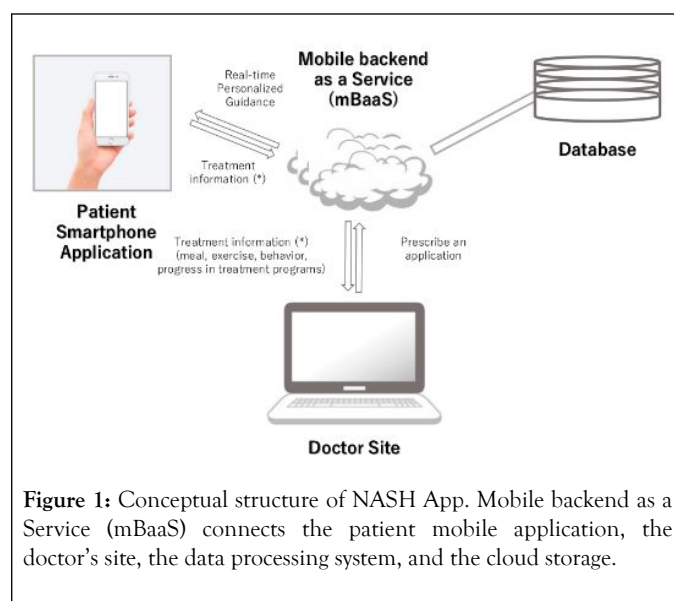 Real-time
Personalized
Guidance
Mobile backend
as a Service
(mBaaS)
Database
Treatment
information (*)
Patient
Smartphone
Application
Treatment information (*)
(meal, exercise, behavior,
progress in treatment programs)
Prescribe an
application
Doctor Site
Figure 1: Conceptual structure of NASH App. Mobile backend as a
Service (mBaaS) connects the patient mobile application, the
doctor's site, the data processing system, and the cloud storage.